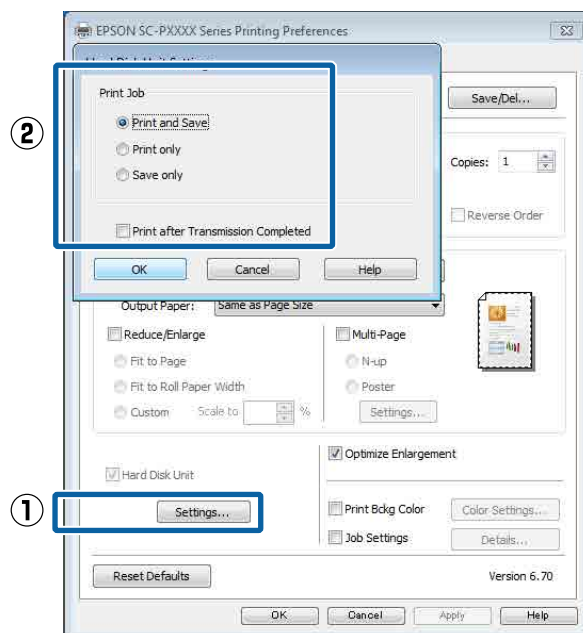 EPSON SC-PXXXX Series Printing Preferences
Print Job
Save/Del...
②
Print and Save
Print only
Copies: 1
Save only
Reverse Order
Print after Transmission Completed
OK Cancel Help
Output Paper: Same as Page Size
Reduce/Enlarge Multi-Page
Fit to Page N-up
Fit to Roll Paper Width Poster
Custom Scale to % Settings...
Optimize Enlargement
Hard Disk Unit
① Settings... Print Bckg Color Color Settings...
Job Settings Details...
Reset Defaults Version 6.70
OK Cancel Apply Help